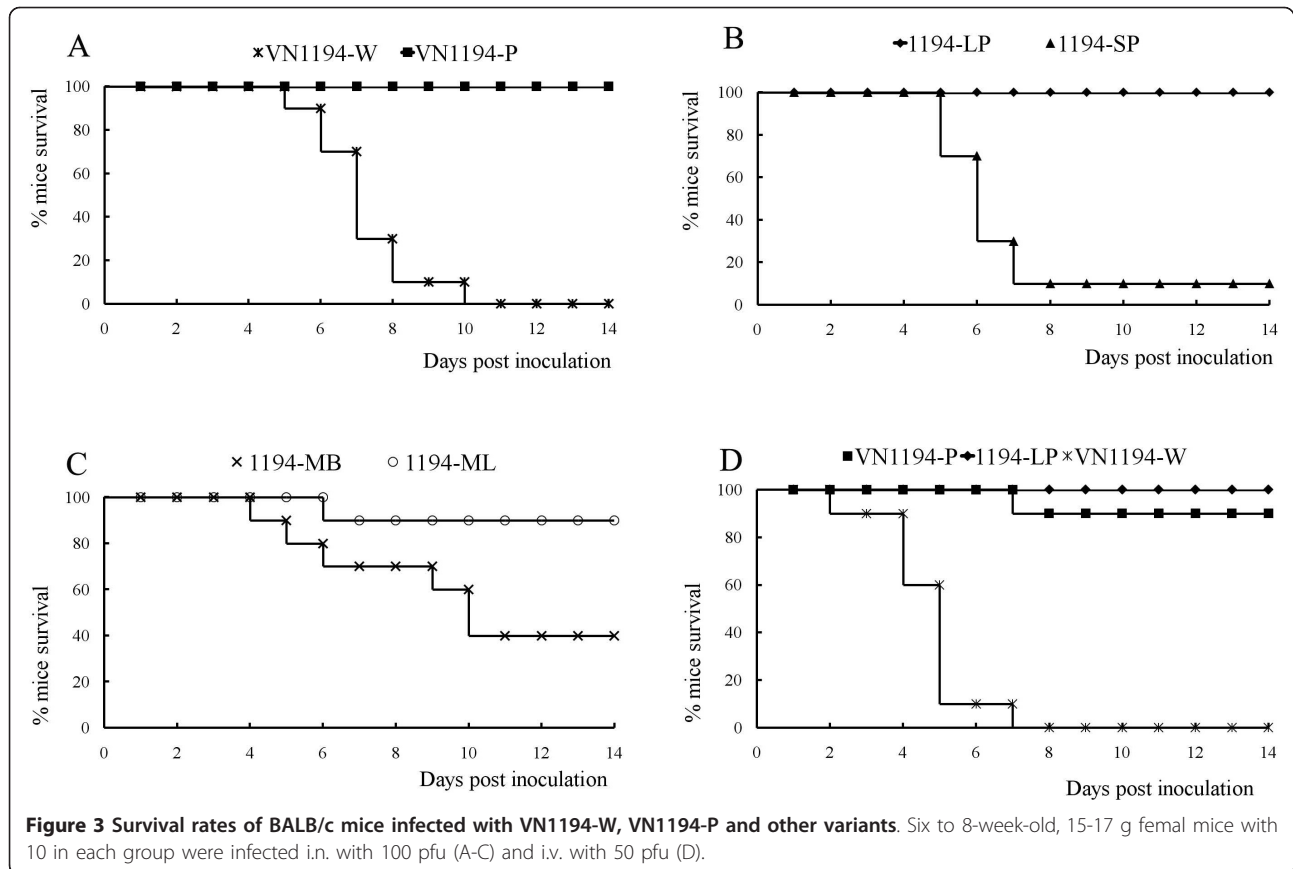 A
VN1194-W VN1194-P
100
80
60
40
20
0
0 2 4 6 8 10 12 14
% mice survival
Days post inoculation
B
1194-LP 1194-SP
100
80
60
40
20
0
0 2 4 6 8 10 12 14
% mice survival
Days post inoculation
C
1194-MB 1194-ML
100
80
60
40
20
0
0 2 4 6 8 10 12 14
% mice survival
Days post inoculation
D
VN1194-P 1194-LP VN1194-W
100
80
60
40
20
0
0 2 4 6 8 10 12 14
% mice survival
Days post inoculation
Figure 3 Survival rates of BALB/c mice infected with VN1194-W, VN1194-P and other variants. Six to 8-week-old, 15-17 g femal mice with
10 in each group were infected i.n. with 100 pfu (A-C) and i.v. with 50 pfu (D).